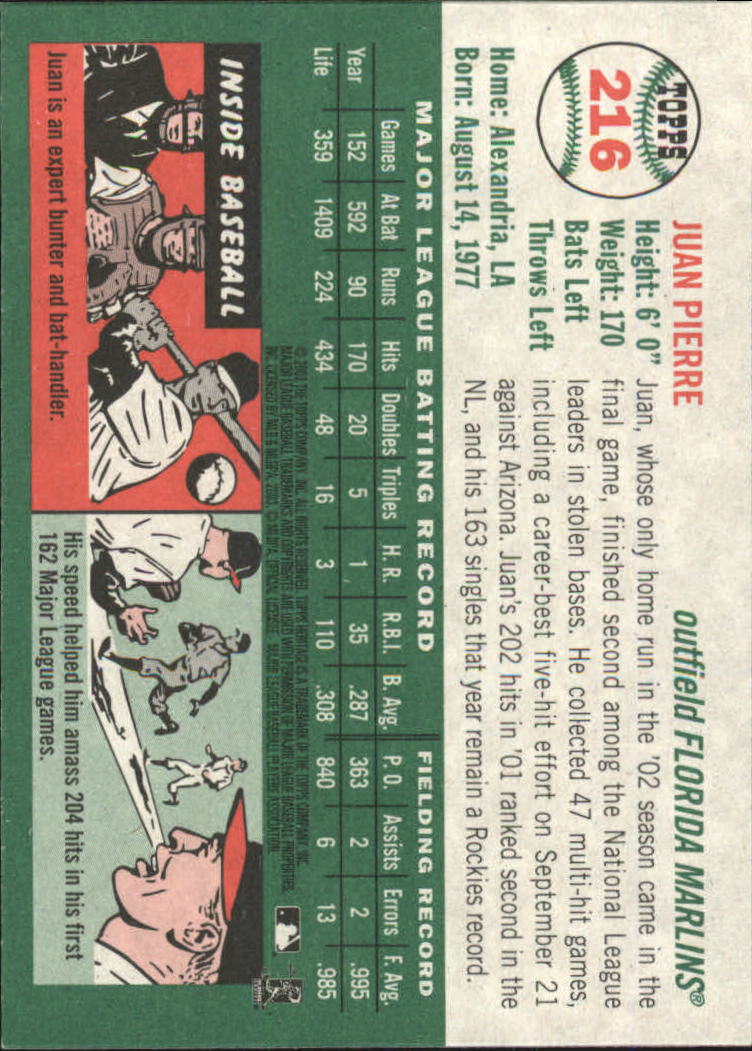 TOPPS
216
JUAN PIERRE
outfield FLORIDA MARLINS®
Height: 6' 0"
Weight: 170
Bats Left
Throws Left
Home: Alexandria, LA
Born: August 14, 1977
Juan, whose only home run in the '02 season came in the
final game, finished second among the National League
leaders in stolen bases. He collected 47 multi-hit games,
including a career-best five-hit effort on September 21
against Arizona. Juan's 202 hits in '01 ranked second in the
NL, and his 163 singles that year remain a Rockies record.
MAJOR LEAGUE BATTING RECORD FIELDING RECORD
Games At Bat Runs Hits Doubles Triples H.R. R.B.I. B. Avg. P.O. Assists Errors F. Avg.
Year 152 592 90 170 20 5 1 35 .287 363 2 2 .995
Life 359 1409 224 434 48 16 3 110 .308 840 6 13 .985
INSIDE BASEBALL
Juan is an expert bunter and bat-handler.
His speed helped him amass 204 hits in his first
162 Major League games.